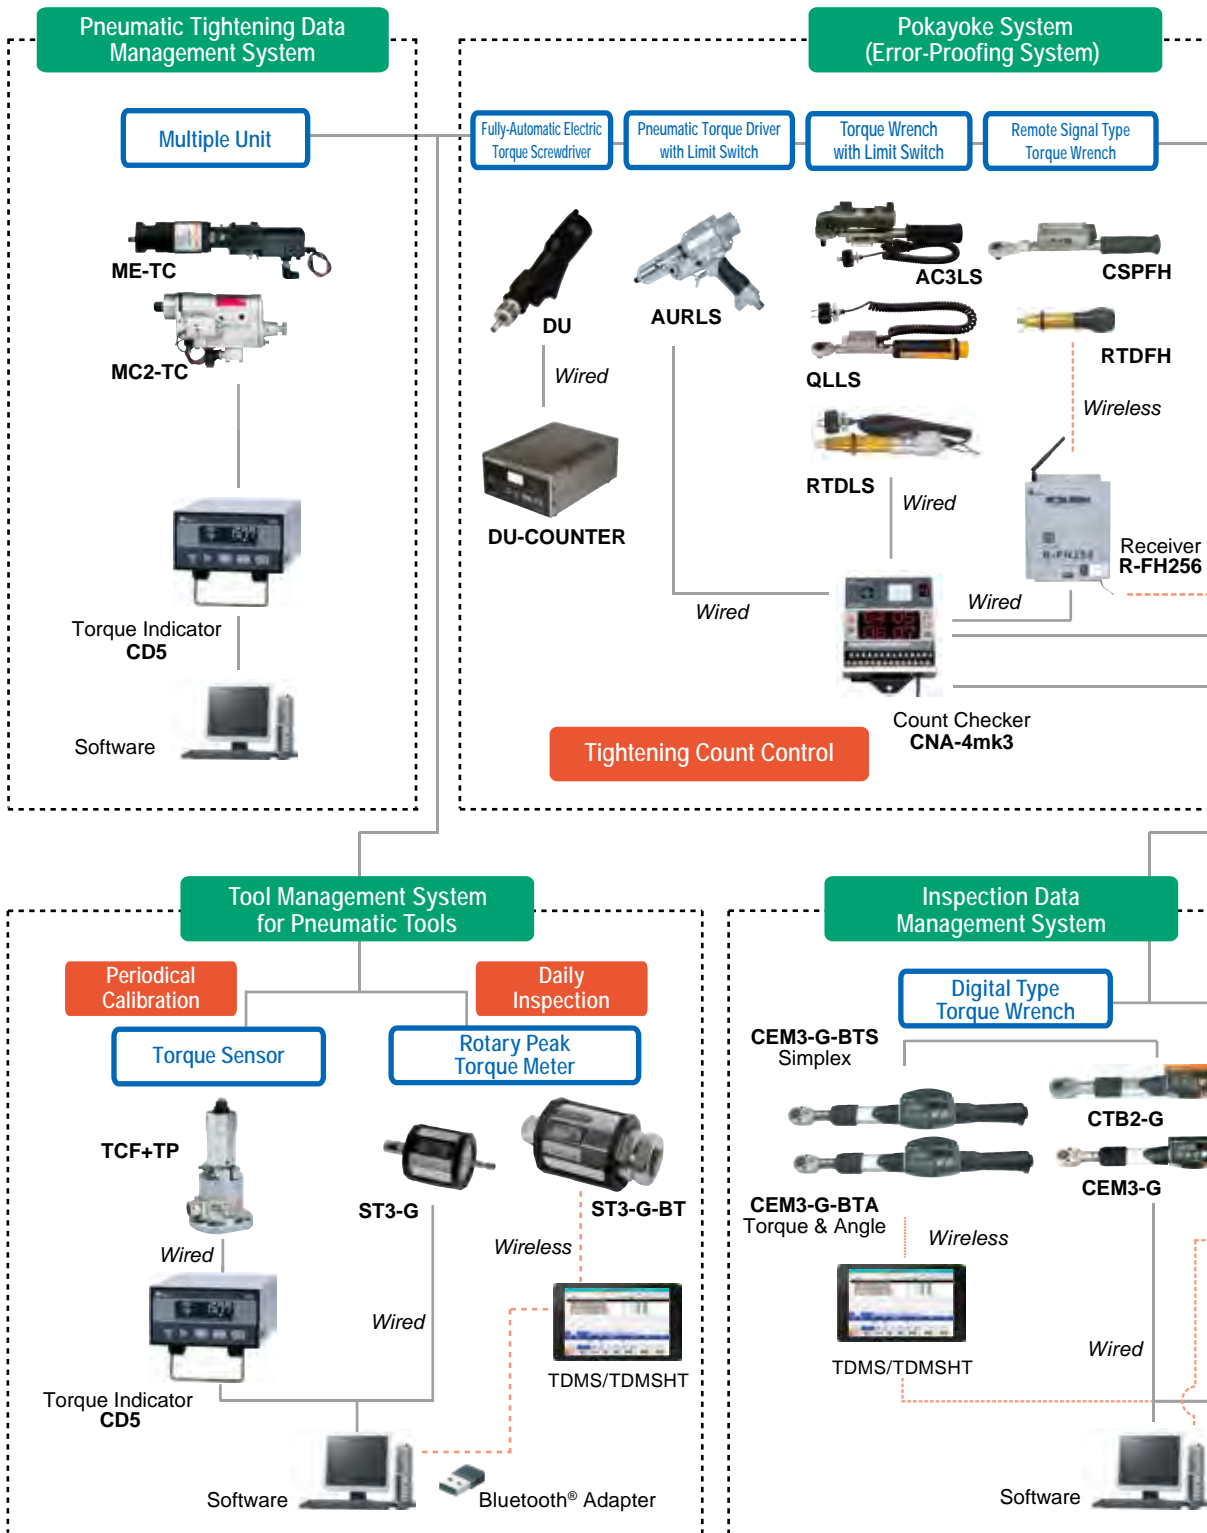 Pneumatic Tightening Data
Management System
Multiple Unit
ME-TC
MC2-TC
Torque Indicator
CD5
Software
Pokayoke System
(Error-Proofing System)
Fully-Automatic Electric
Torque Screwdriver
Pneumatic Torque Driver
with Limit Switch
Torque Wrench
with Limit Switch
Remote Signal Type
Torque Wrench
DU
Wired
DU-COUNTER
AURLS
Wired
AC3LS
QLLS
RTDLS
Wired
CSPFH
RTDFH
Wireless
R-FH256
Receiver
R-FH256
Wired
Count Checker
CNA-4mk3
Tightening Count Control
Tool Management System
for Pneumatic Tools
Periodical
Calibration
Daily
Inspection
Torque Sensor
Rotary Peak
Torque Meter
TCF+TP
Wired
Torque Indicator
CD5
ST3-G
Wired
ST3-G-BT
Wireless
TDMS/TDMSHT
Software
Bluetooth® Adapter
Inspection Data
Management System
Digital Type
Torque Wrench
CEM3-G-BTS
Simplex
CEM3-G-BTA
Torque & Angle
Wireless
TDMS/TDMSHT
CTB2-G
CEM3-G
Wired
Software